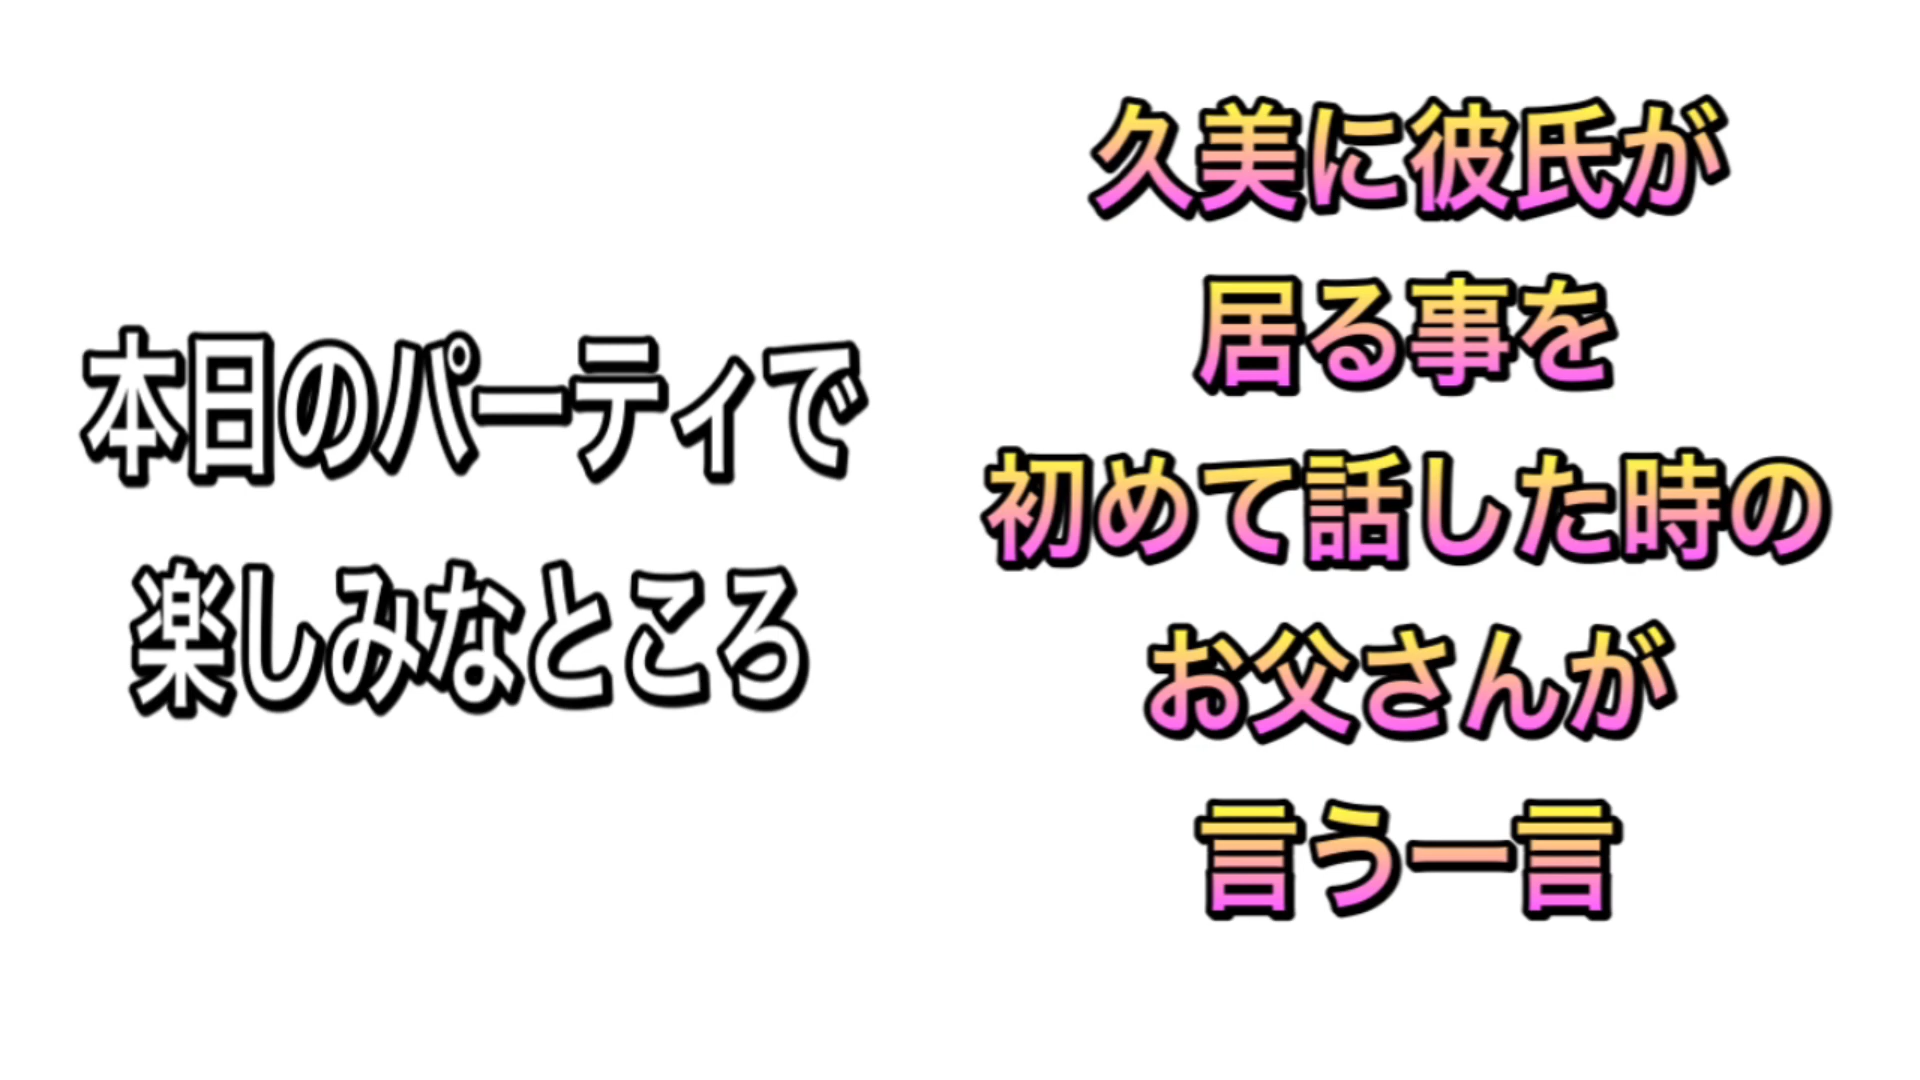 本日のパーティで
楽しみなところ
久美に彼氏が
居る事を
初めて話した時の
お父さんが
言う一言